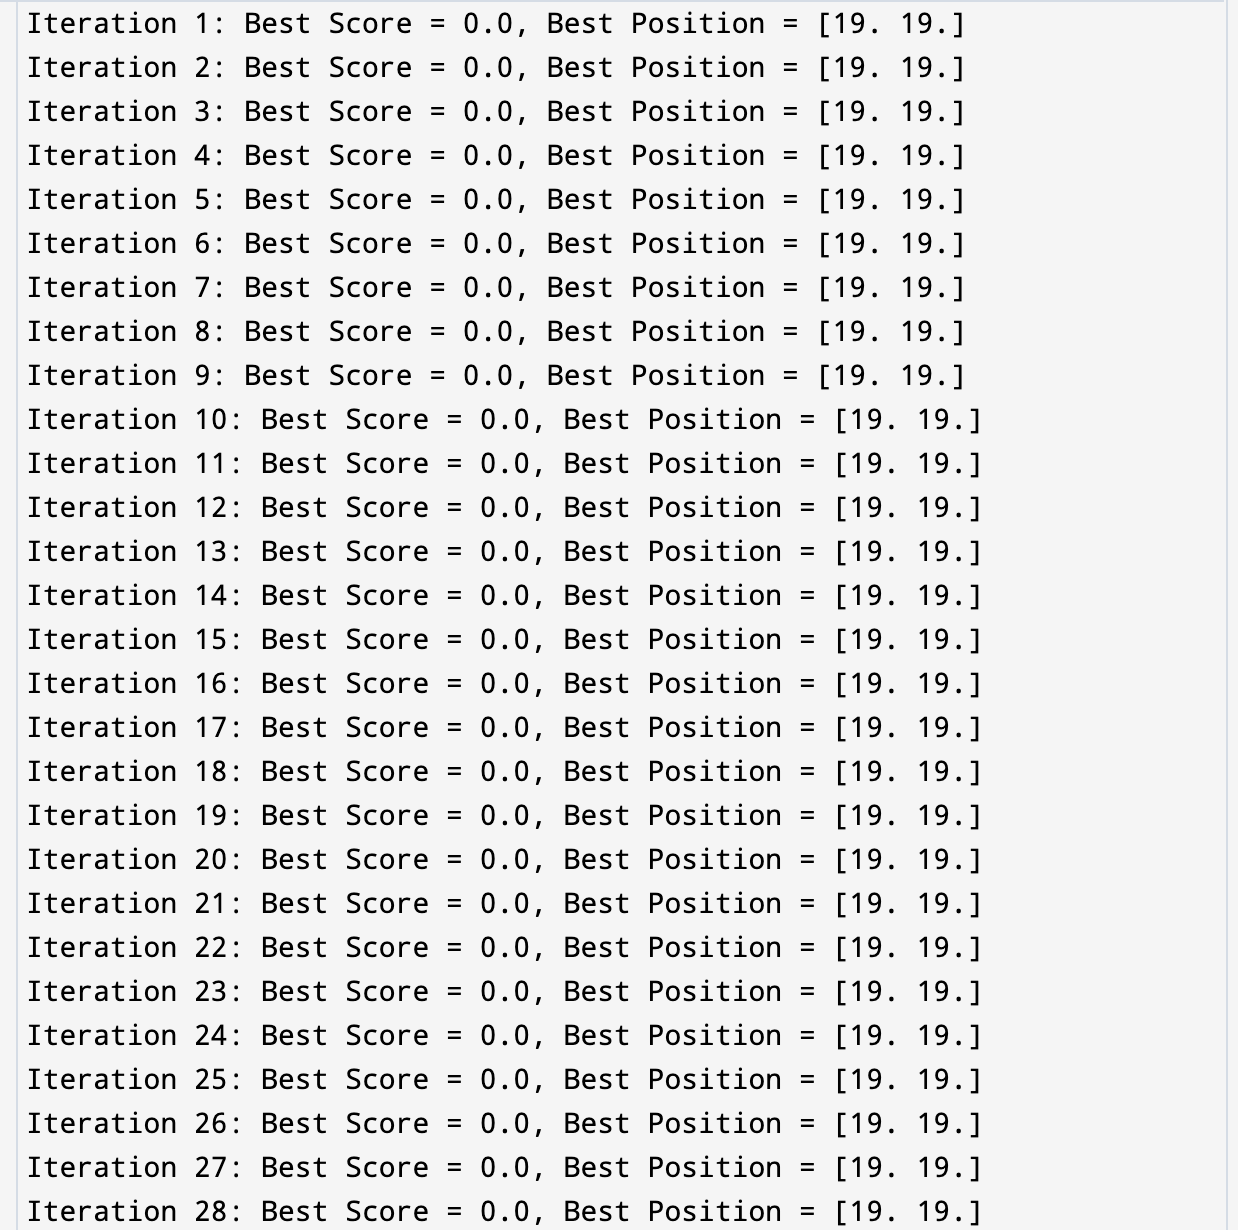 Iteration 1: Best Score = 0.0, Best Position = [19. 19.]
Iteration 2: Best Score = 0.0, Best Position = [19. 19.]
Iteration 3: Best Score = 0.0, Best Position = [19. 19.]
Iteration 4: Best Score = 0.0, Best Position = [19. 19.]
Iteration 5: Best Score = 0.0, Best Position = [19. 19.]
Iteration 6: Best Score = 0.0, Best Position = [19. 19.]
Iteration 7: Best Score = 0.0, Best Position = [19. 19.]
Iteration 8: Best Score = 0.0, Best Position = [19. 19.]
Iteration 9: Best Score = 0.0, Best Position = [19. 19.]
Iteration 10: Best Score = 0.0, Best Position = [19. 19.]
Iteration 11: Best Score = 0.0, Best Position = [19. 19.]
Iteration 12: Best Score = 0.0, Best Position = [19. 19.]
Iteration 13: Best Score = 0.0, Best Position = [19. 19.]
Iteration 14: Best Score = 0.0, Best Position = [19. 19.]
Iteration 15: Best Score = 0.0, Best Position = [19. 19.]
Iteration 16: Best Score = 0.0, Best Position = [19. 19.]
Iteration 17: Best Score = 0.0, Best Position = [19. 19.]
Iteration 18: Best Score = 0.0, Best Position = [19. 19.]
Iteration 19: Best Score = 0.0, Best Position = [19. 19.]
Iteration 20: Best Score = 0.0, Best Position = [19. 19.]
Iteration 21: Best Score = 0.0, Best Position = [19. 19.]
Iteration 22: Best Score = 0.0, Best Position = [19. 19.]
Iteration 23: Best Score = 0.0, Best Position = [19. 19.]
Iteration 24: Best Score = 0.0, Best Position = [19. 19.]
Iteration 25: Best Score = 0.0, Best Position = [19. 19.]
Iteration 26: Best Score = 0.0, Best Position = [19. 19.]
Iteration 27: Best Score = 0.0, Best Position = [19. 19.]
Iteration 28: Best Score = 0.0, Best Position = [19. 19.]